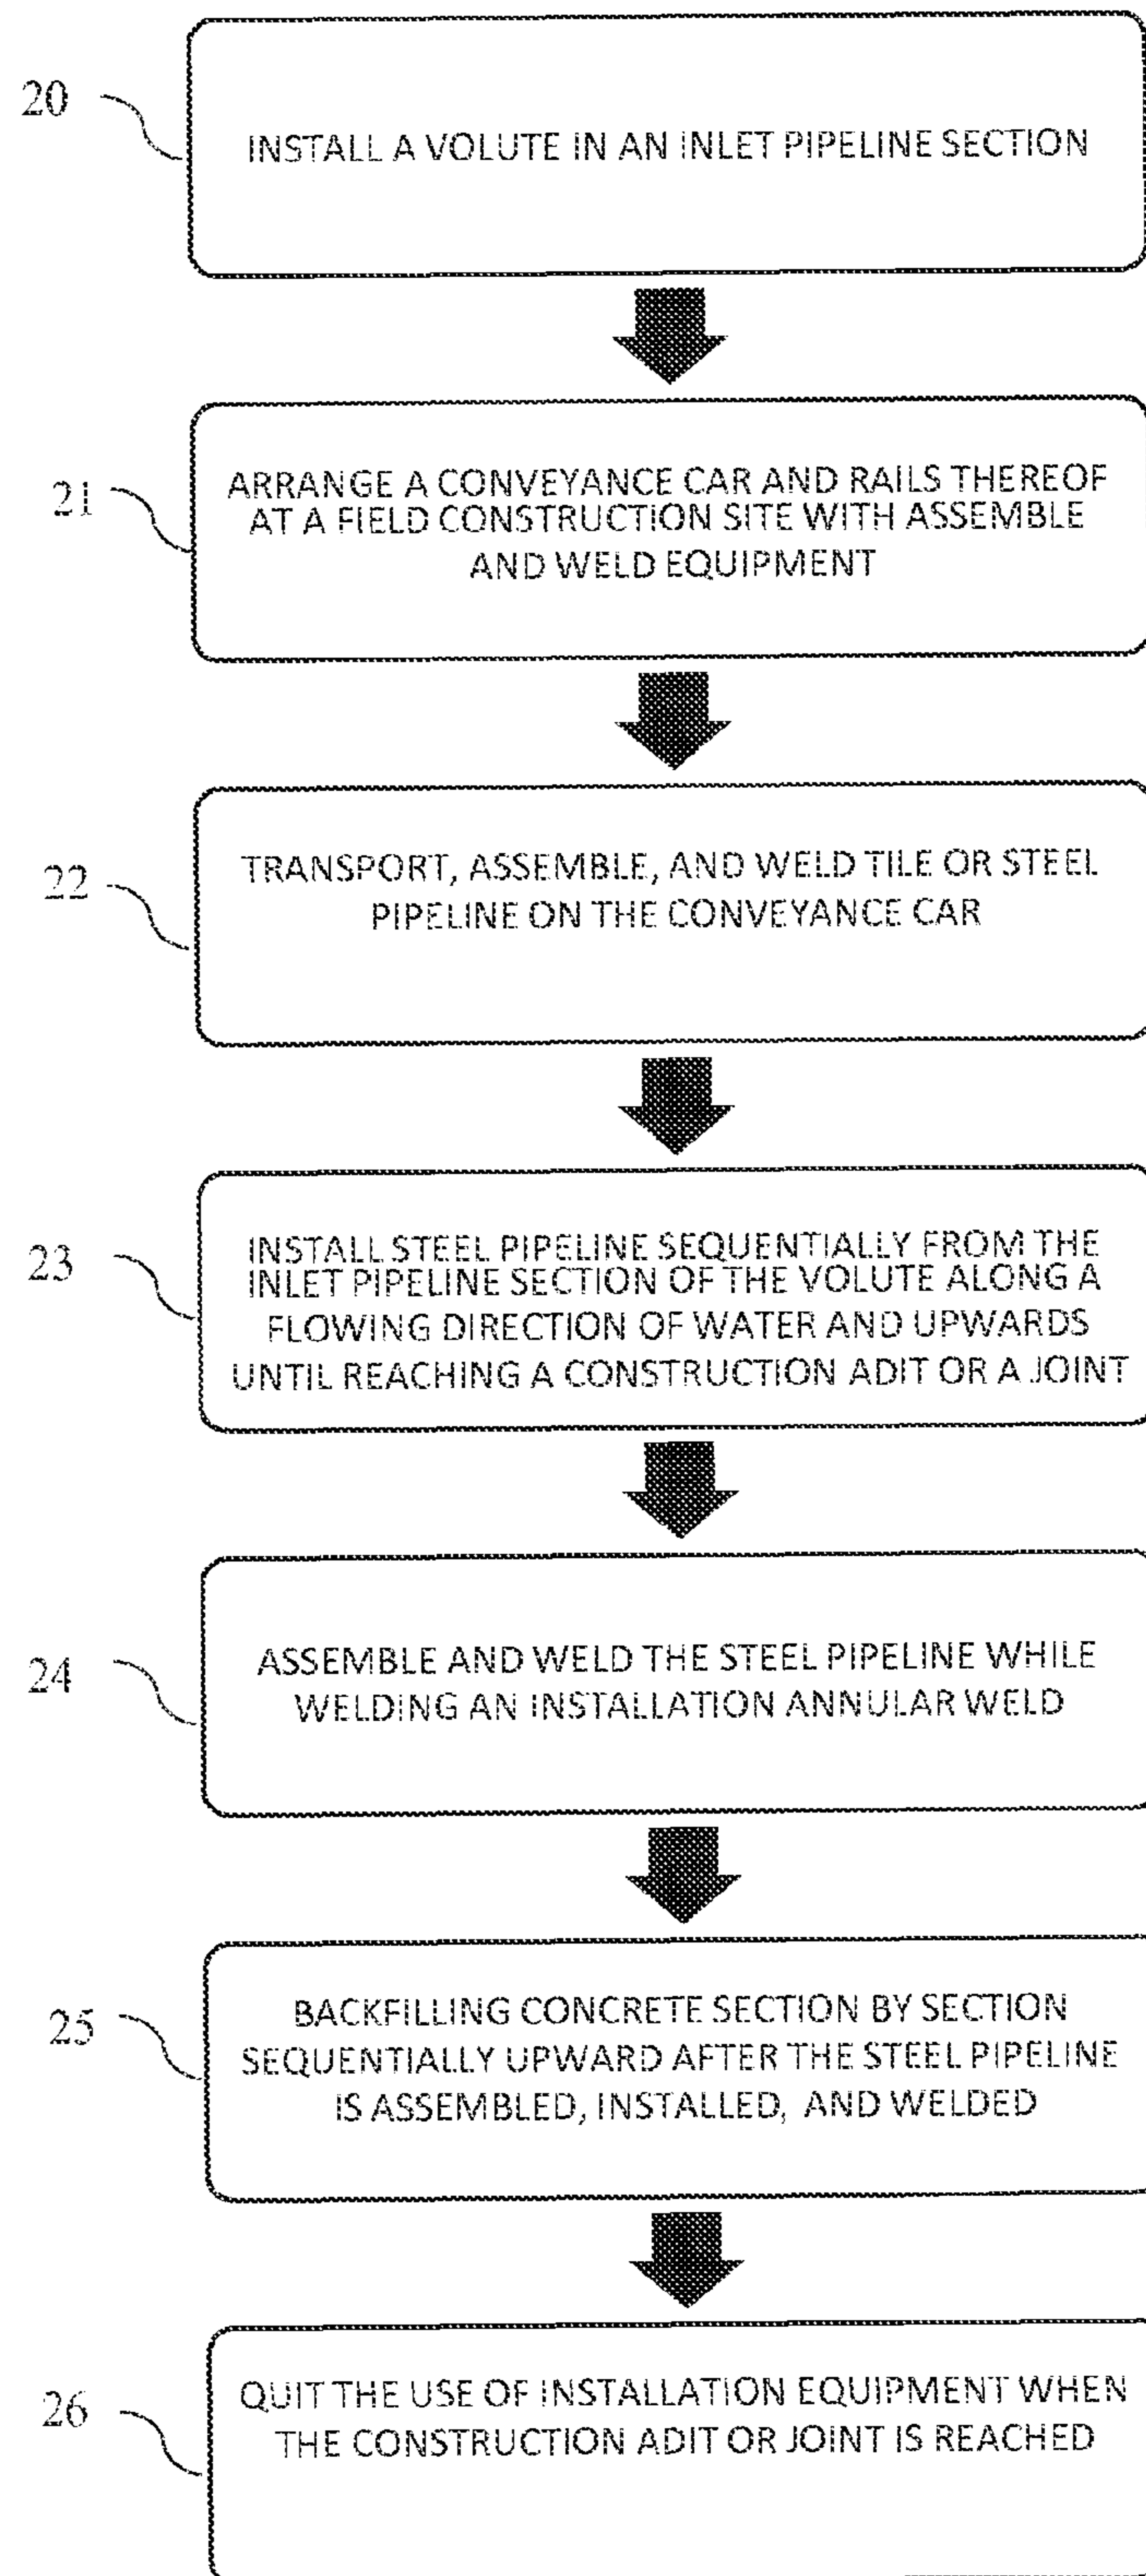 20
INSTALL A VOLUTE IN AN INLET PIPELINE SECTION
21
ARRANGE A CONVEYANCE CAR AND RAILS THEREOF
AT A FIELD CONSTRUCTION SITE WITH ASSEMBLE
AND WELD EQUIPMENT
22
TRANSPORT, ASSEMBLE, AND WELD TILE OR STEEL
PIPELINE ON THE CONVEYANCE CAR
23
INSTALL STEEL PIPELINE SEQUENTIALLY FROM THE
INLET PIPELINE SECTION OF THE VOLUTE ALONG A
FLOWING DIRECTION OF WATER AND UPWARDS
UNTIL REACHING A CONSTRUCTION ADIT OR A JOINT
24
ASSEMBLE AND WELD THE STEEL PIPELINE WHILE
WELDING AN INSTALLATION ANNULAR WELD
25
BACKFILLING CONCRETE SECTION BY SECTION
SEQUENTIALLY UPWARD AFTER THE STEEL PIPELINE
IS ASSEMBLED, INSTALLED, AND WELDED
26
QUIT THE USE OF INSTALLATION EQUIPMENT WHEN
THE CONSTRUCTION ADIT OR JOINT IS REACHED